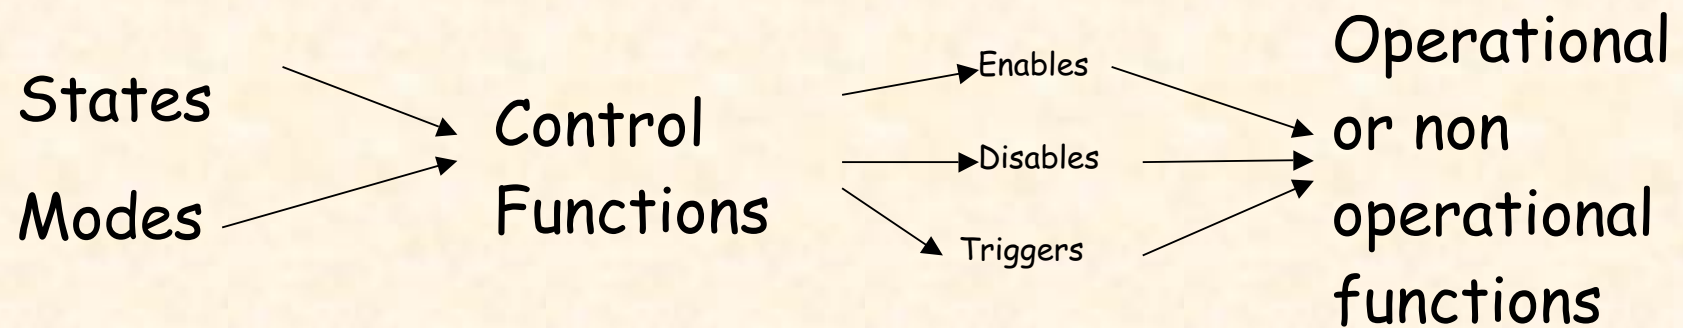 States
Modes
Control
Functions
Enables
Disables
Triggers
Operational
or non
operational
functions